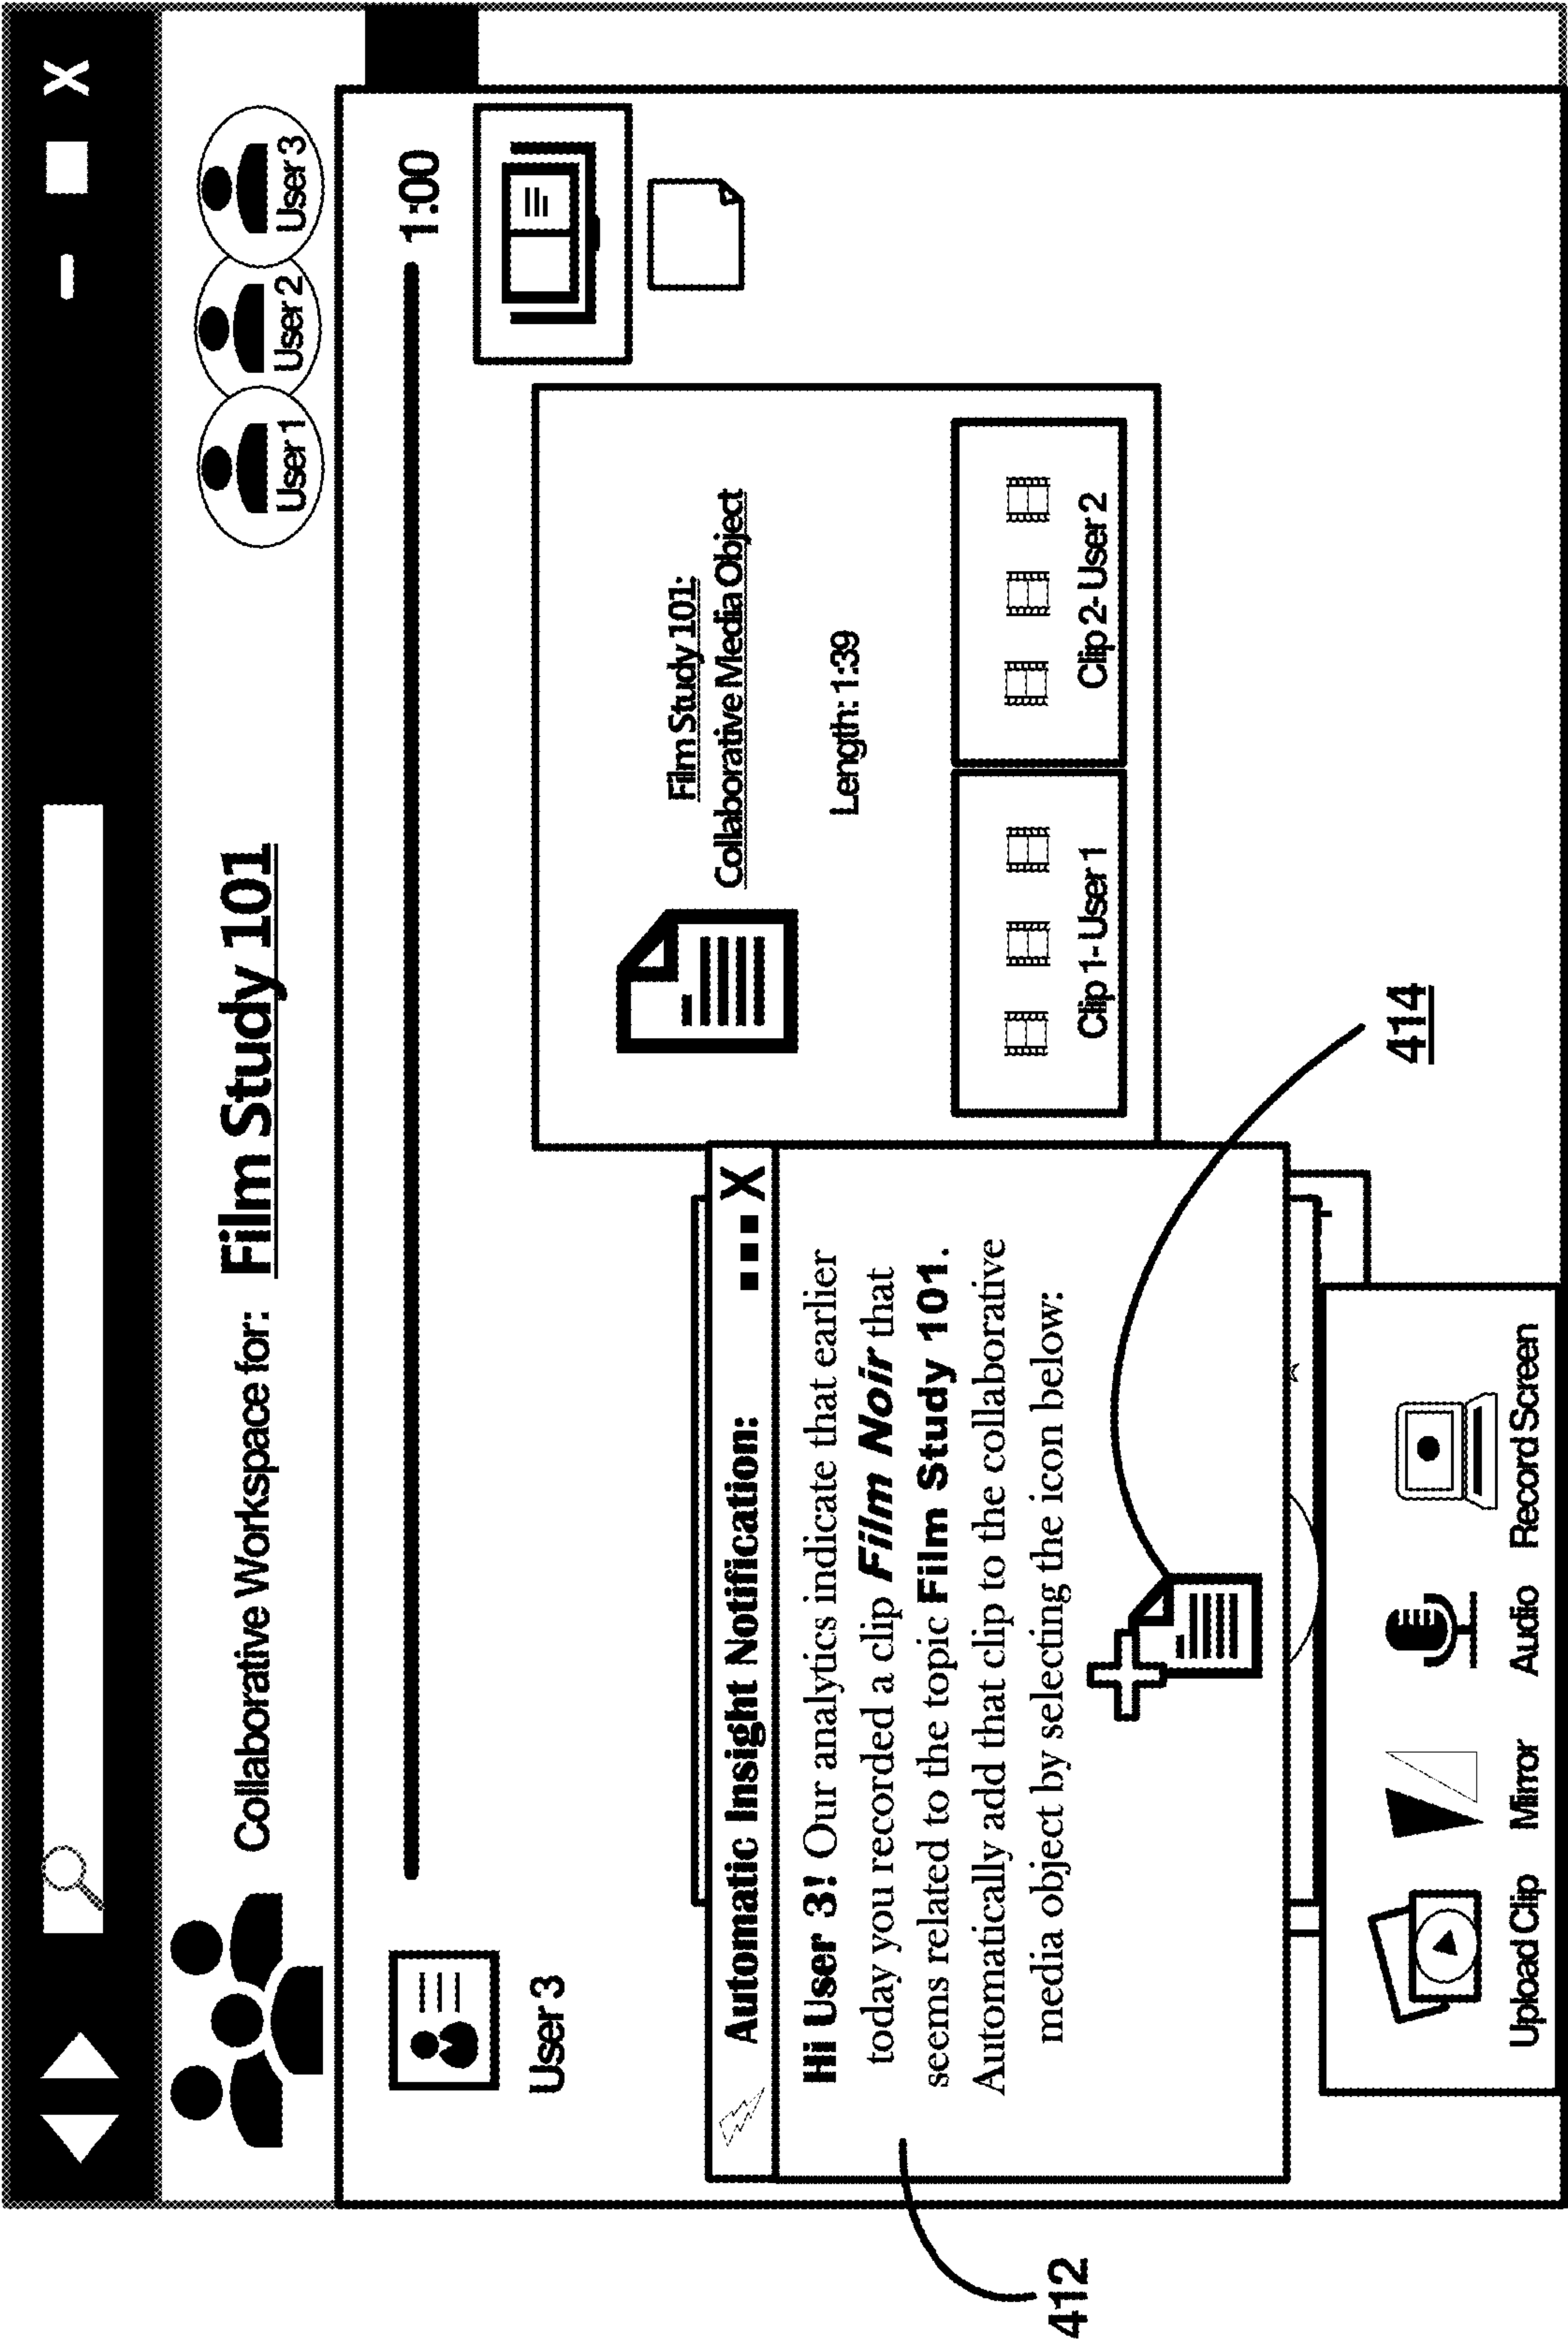 X
Collaborative Workspace for: Film Study 101
User 1
User 2
User 3
User 3
1:00
Film Study 101:
Collaborative Media Object
Length: 1:39
Clip 1- User 1
Clip 2- User 2
Automatic Insight Notification:
X
Hi User 3! Our analytics indicate that earlier
today you recorded a clip Film Noir that
seems related to the topic Film Study 101.
Automatically add that clip to the collaborative
media object by selecting the icon below:
Upload Clip
Mirror
Audio
Record Screen
412
414